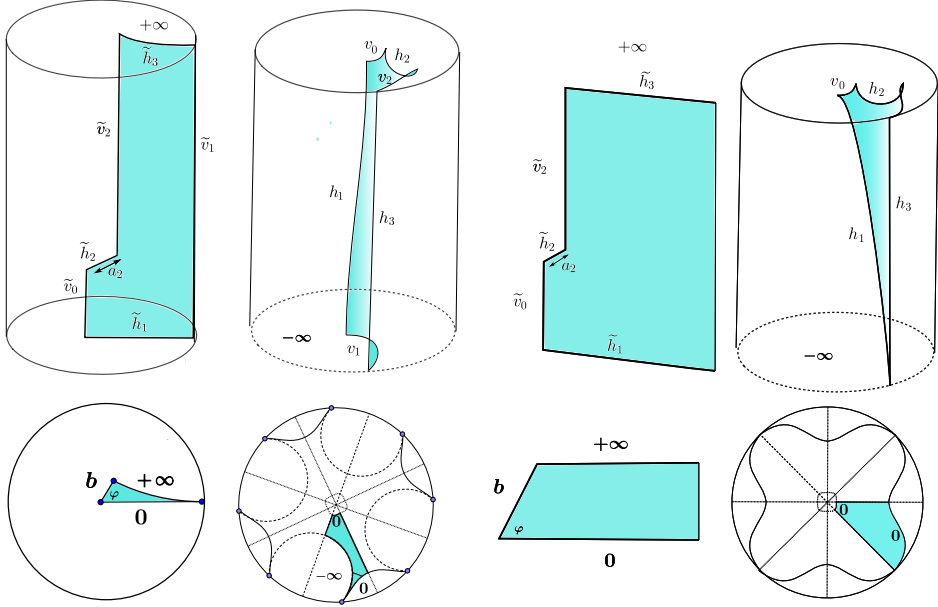 +∞
h̃₃
ṽ₂
ṽ₁
h̃₂
a₂
ṽ₀
h̃₁
v₀
h₂
v₂
h₁
h₃
−∞
v₁
+∞
h̃₃
ṽ₂
h̃₂
a₂
ṽ₀
h̃₁
v₀
h₂
h₃
h₁
−∞
b
+∞
φ
0
0
−∞
0
+∞
b
φ
0
0
0